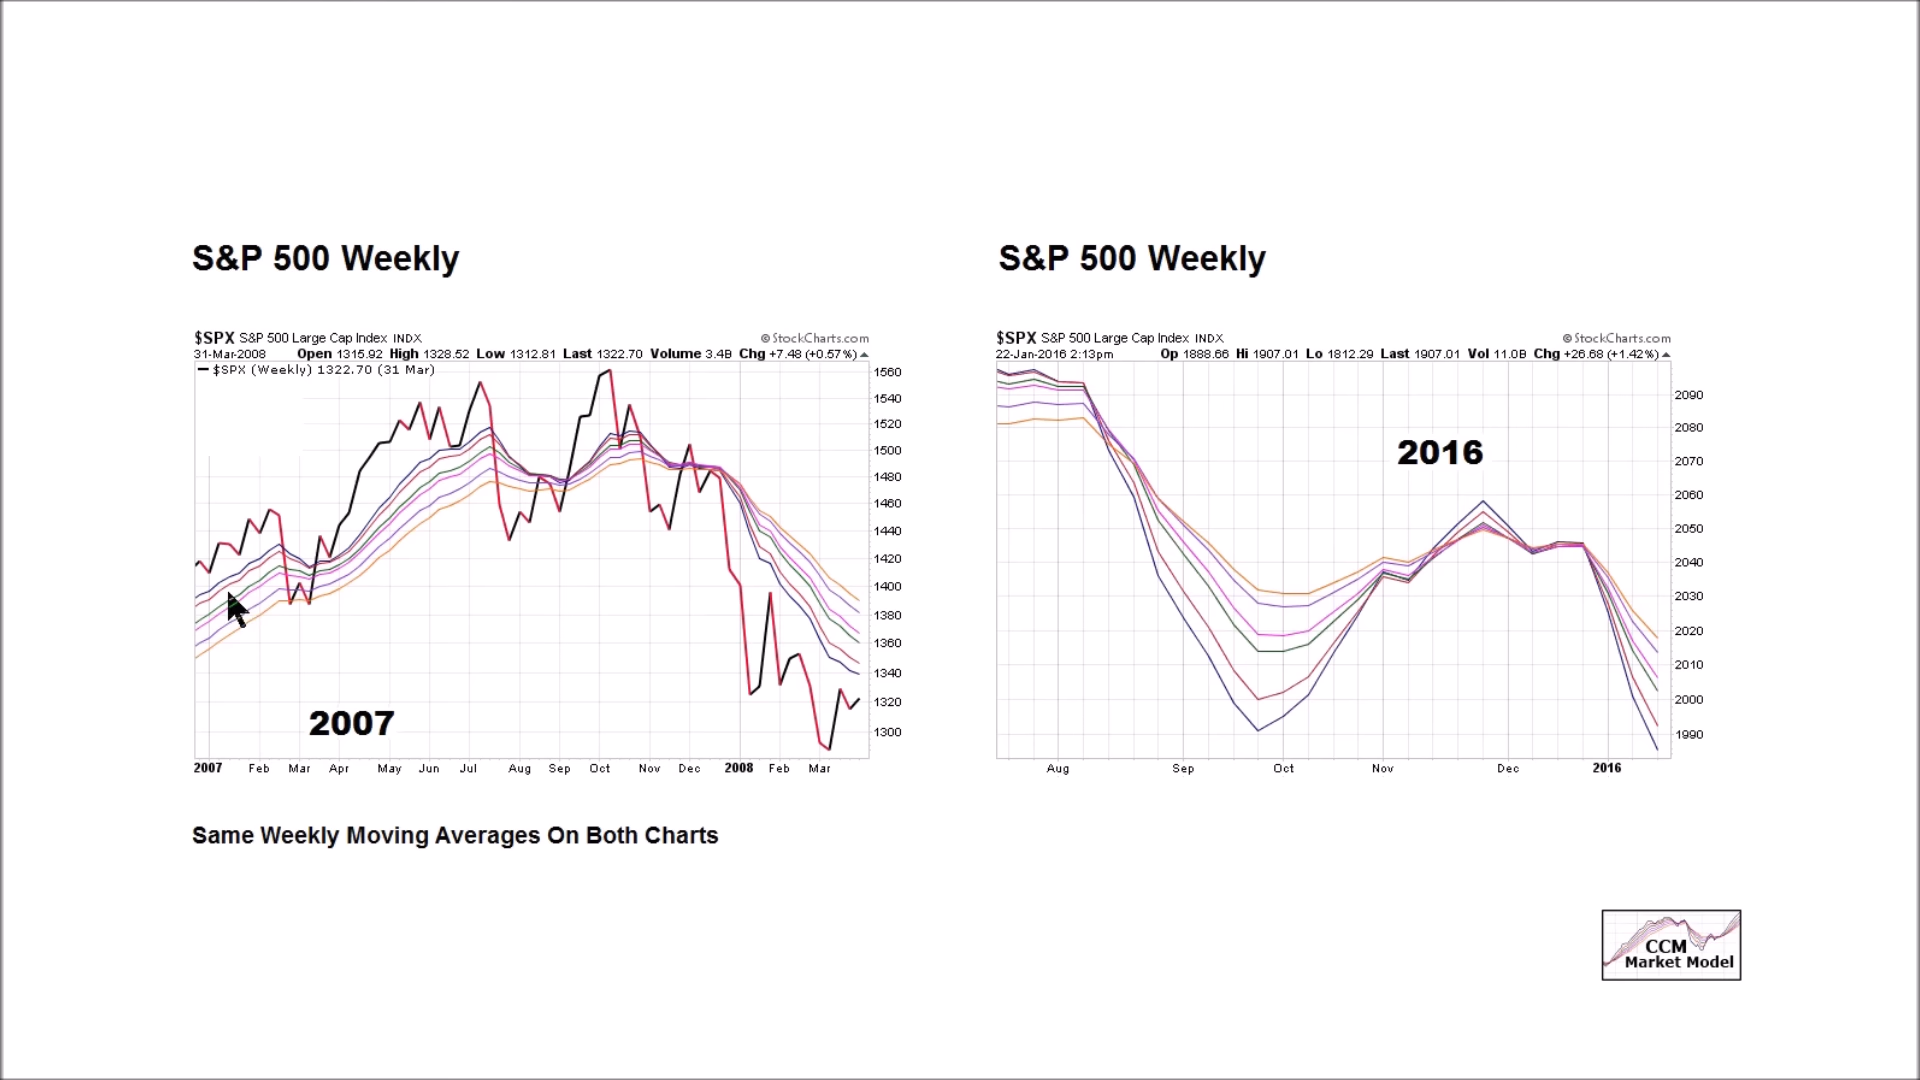 S&P 500 Weekly
$SPX S&P 500 Large Cap Index INDX
© StockCharts.com
31-Mar-2008 Open 1315.92 High 1328.52 Low 1312.81 Last 1322.70 Volume 3.4B Chg +7.48 (+0.57%)
$SPX (Weekly) 1322.70 (31 Mar)
1560
1540
1520
1500
1480
1460
1440
1420
1400
1380
1360
1340
1320
1300
2007
2007 Feb Mar Apr May Jun Jul Aug Sep Oct Nov Dec 2008 Feb Mar
Same Weekly Moving Averages On Both Charts
S&P 500 Weekly
$SPX S&P 500 Large Cap Index INDX
© StockCharts.com
22-Jan-2016 2:13pm Op 1888.66 Hi 1907.01 Lo 1812.29 Last 1907.01 Vol 11.0B Chg +26.68 (+1.42%)
2016
2090
2080
2070
2060
2050
2040
2030
2020
2010
2000
1990
Aug Sep Oct Nov Dec 2016
CCM
Market Model